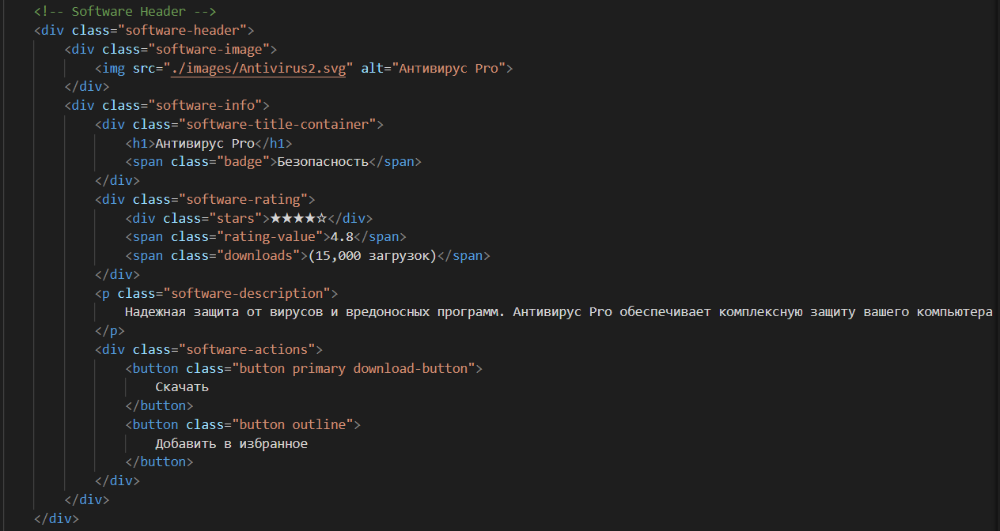 <!-- Software Header -->
<div class="software-header">
    <div class="software-image">
        <img src="./images/Antivirus2.svg" alt="Антивирус Pro">
    </div>
    <div class="software-info">
        <div class="software-title-container">
            <h1>Антивирус Pro</h1>
            <span class="badge">Безопасность</span>
        </div>
        <div class="software-rating">
            <div class="stars">★★★★☆</div>
            <span class="rating-value">4.8</span>
            <span class="downloads">(15,000 загрузок)</span>
        </div>
        <p class="software-description">
            Надежная защита от вирусов и вредоносных программ. Антивирус Pro обеспечивает комплексную защиту вашего компьютера
        </p>
        <div class="software-actions">
            <button class="button primary download-button">
                Скачать
            </button>
            <button class="button outline">
                Добавить в избранное
            </button>
        </div>
    </div>
</div>